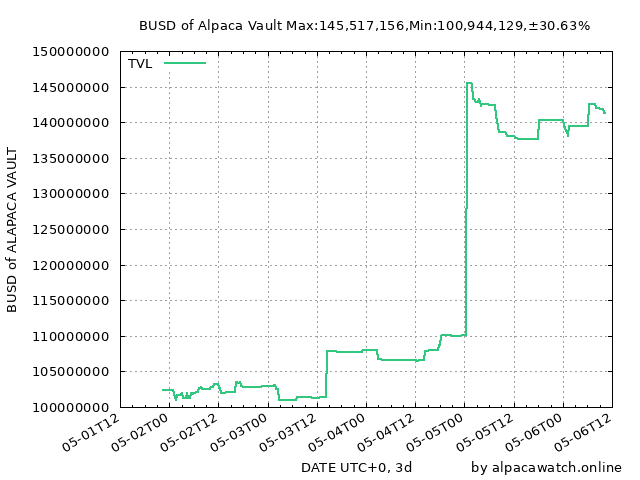 BUSD of Alpaca Vault Max:145,517,156,Min:100,944,129,±30.63%
TVL
150000000
145000000
140000000
135000000
130000000
125000000
120000000
115000000
110000000
105000000
100000000
BUSD of ALAPACA VAULT
05-01T12
05-02T00
05-02T12
05-03T00
05-03T12
05-04T00
05-04T12
05-05T00
05-05T12
05-06T00
05-06T12
DATE UTC+0, 3d
by alpacawatch.online